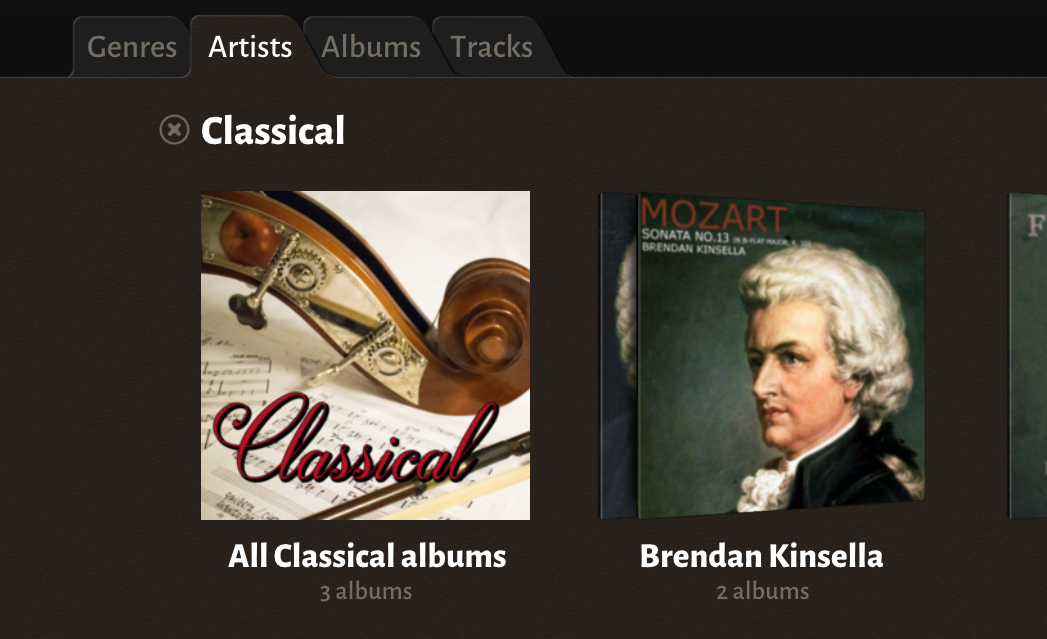 Genres
Artists
Albums
Tracks
Classical
Classical
MOZART
SONATA NO.13 IN B-FLAT MAJOR, K. 333
BRENDAN KINSELLA
F
All Classical albums
3 albums
Brendan Kinsella
2 albums